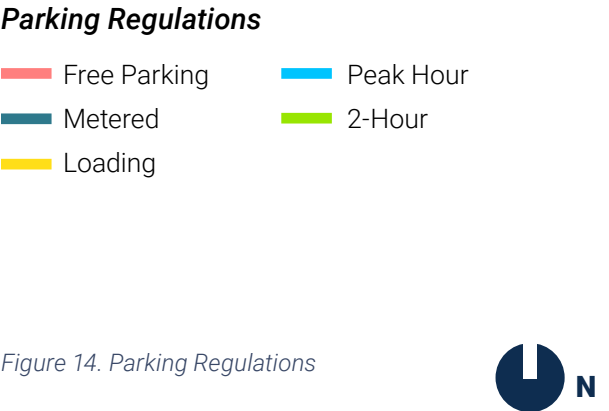 Parking Regulations
Free Parking
Peak Hour
Metered
2-Hour
Loading
Figure 14. Parking Regulations
N